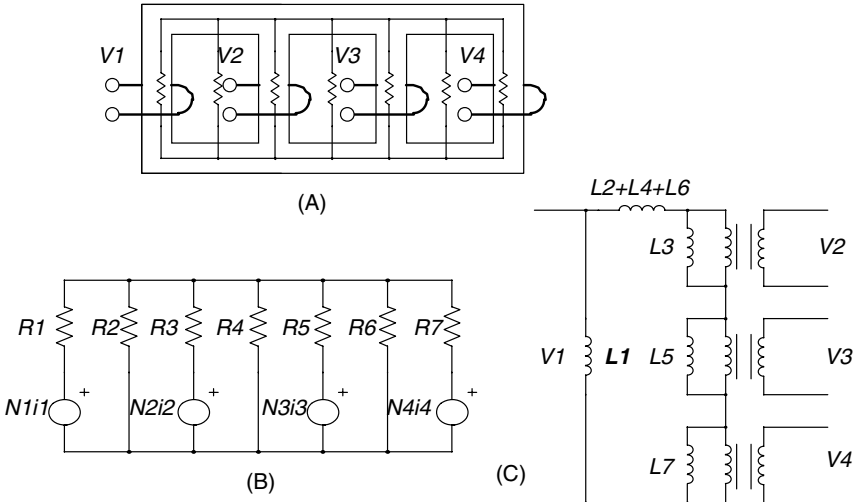 V1 V2 V3 V4
(A)
L2+L4+L6
L3 V2
R1 R2 R3 R4 R5 R6 R7
V1 L1 L5 V3
+ + + +
N1i1 N2i2 N3i3 N4i4
L7 V4
(B) (C)